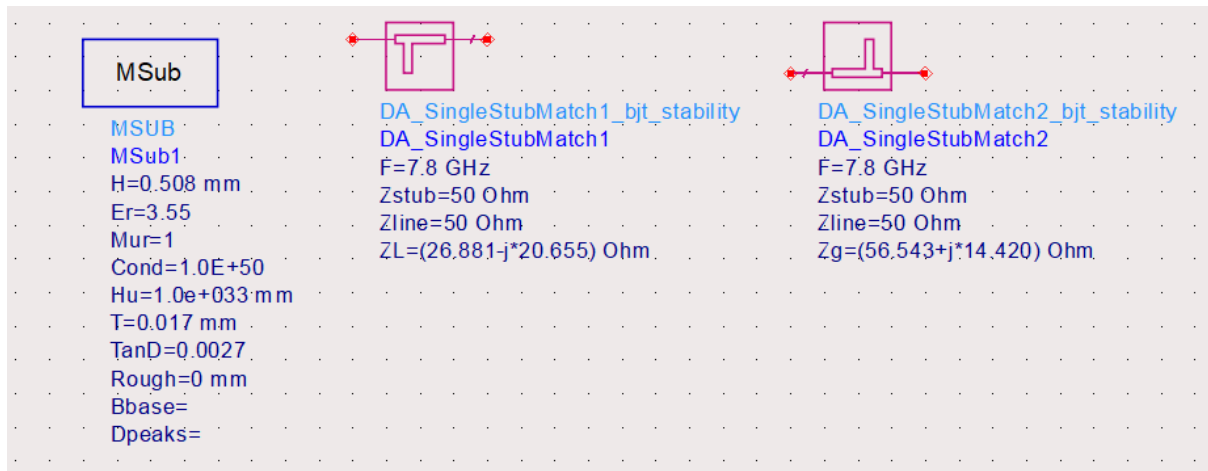 MSub
MSUB
MSub1
H=0.508 mm
Er=3.55
Mur=1
Cond=1.0E+50
Hu=1.0e+033 mm
T=0.017 mm
TanD=0.0027
Rough=0 mm
Bbase=
Dpeaks=
DA_SingleStubMatch1_bjt_stability
DA_SingleStubMatch1
F=7.8 GHz
Zstub=50 Ohm
Zline=50 Ohm
ZL=(26.881-j*20.655) Ohm
DA_SingleStubMatch2_bjt_stability
DA_SingleStubMatch2
F=7.8 GHz
Zstub=50 Ohm
Zline=50 Ohm
Zg=(56.543+j*14.420) Ohm